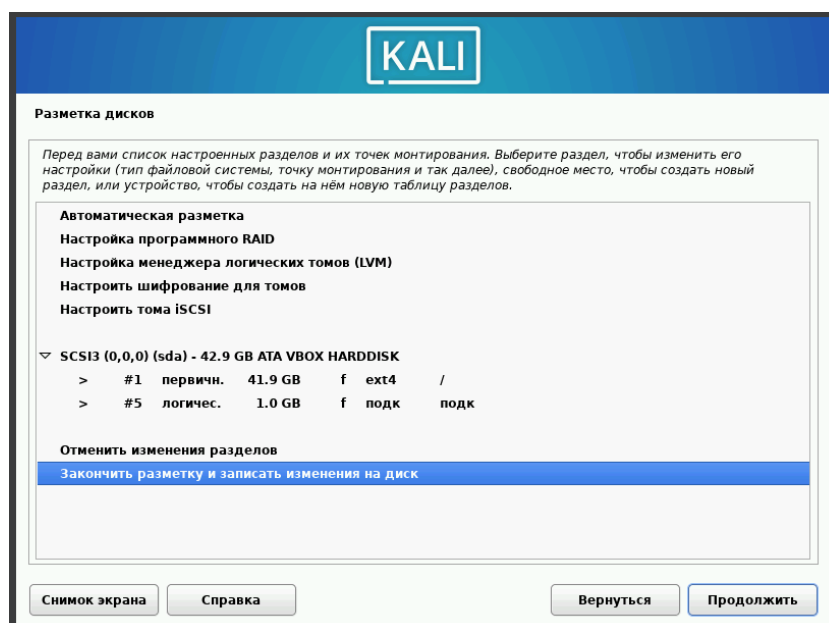 KALI
Разметка дисков
Перед вами список настроенных разделов и их точек монтирования. Выберите раздел, чтобы изменить его
настройки (тип файловой системы, точку монтирования и так далее), свободное место, чтобы создать новый
раздел, или устройство, чтобы создать на нём новую таблицу разделов.
Автоматическая разметка
Настройка программного RAID
Настройка менеджера логических томов (LVM)
Настроить шифрование для томов
Настроить тома iSCSI
SCSI3 (0,0,0) (sda) - 42.9 GB ATA VBOX HARDDISK
> #1 первичн. 41.9 GB f ext4 /
> #5 логичес. 1.0 GB f подк подк
Отменить изменения разделов
Закончить разметку и записать изменения на диск
Снимок экрана Справка Вернуться Продолжить